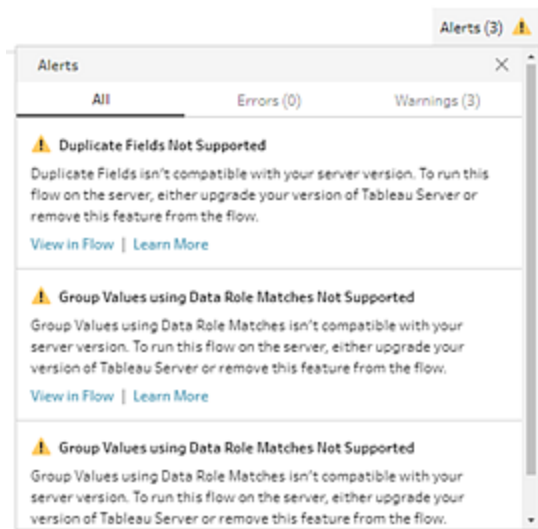 Alerts (3)
Alerts
All Errors (0) Warnings (3)
Duplicate Fields Not Supported
Duplicate Fields isn't compatible with your server version. To run this
flow on the server, either upgrade your version of Tableau Server or
remove this feature from the flow.
View in Flow | Learn More
Group Values using Data Role Matches Not Supported
Group Values using Data Role Matches isn't compatible with your
server version. To run this flow on the server, either upgrade your
version of Tableau Server or remove this feature from the flow.
View in Flow | Learn More
Group Values using Data Role Matches Not Supported
Group Values using Data Role Matches isn't compatible with your
server version. To run this flow on the server, either upgrade your
version of Tableau Server or remove this feature from the flow.